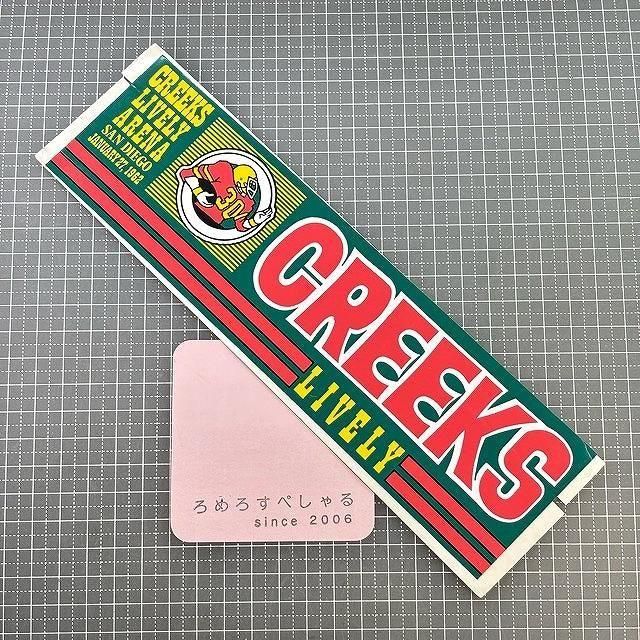 CREEKS
LIVELY
ARENA
SAN DIEGO
JANUARY 27, 1962
30
CREEKS
LIVELY
ろめろすぺしゃる
since 2006